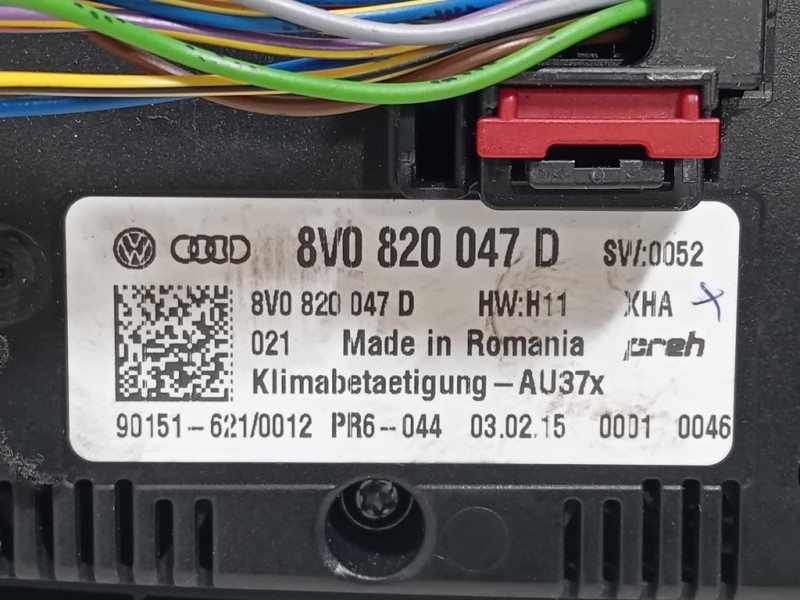 8V0 820 047 D SW:0052
8V0 820 047 D HW:H11 XHA
021 Made in Romania preh
Klimabetaetigung-AU37x
90151-621/0012 PR6-044 03.02.15 0001 0046